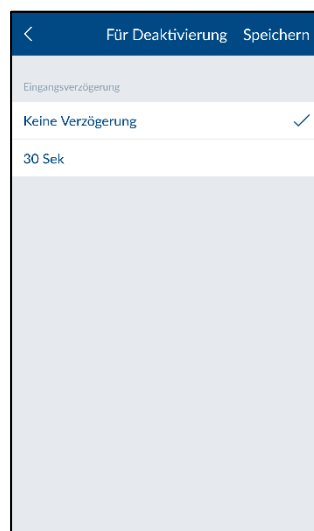 Für Deaktivierung Speichern
Eingangsverzögerung
Keine Verzögerung
30 Sek